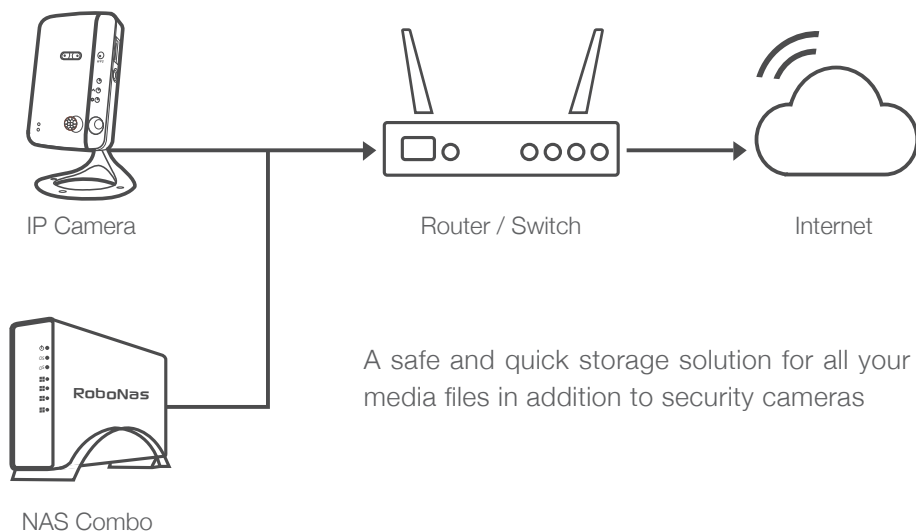 IP Camera
Router / Switch
Internet
RoboNas
A safe and quick storage solution for all your
media files in addition to security cameras
NAS Combo